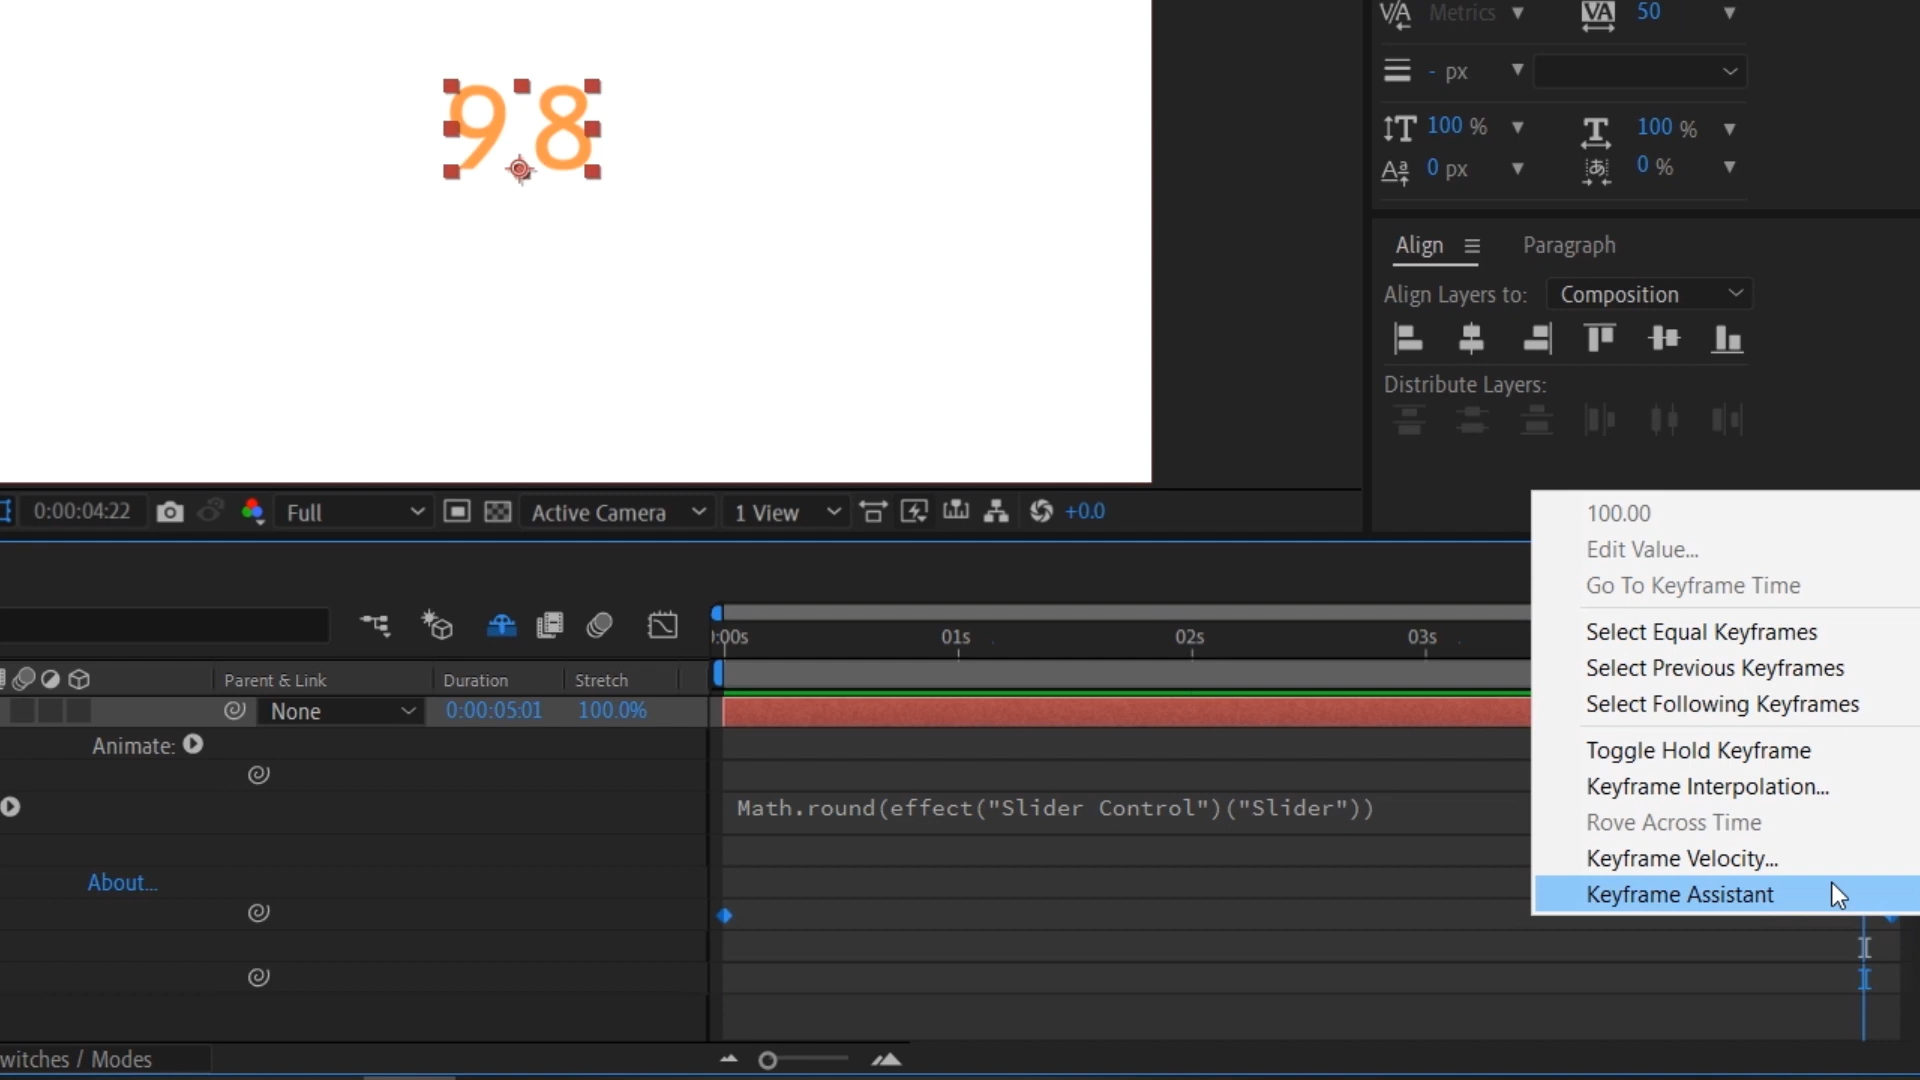 Metrics
50
- px
100 %
100 %
0 px
0 %
98
Align
Paragraph
Align Layers to:
Composition
Distribute Layers:
0:00:04:22
Full
Active Camera
1 View
+0.0
100.00
Edit Value...
Go To Keyframe Time
Select Equal Keyframes
Select Previous Keyframes
Select Following Keyframes
Toggle Hold Keyframe
Keyframe Interpolation...
Rove Across Time
Keyframe Velocity...
Keyframe Assistant
:00s
01s
02s
03s
Parent & Link
Duration
Stretch
None
0:00:05:01
100.0%
Animate:
Math.round(effect("Slider Control")("Slider"))
About...
witches / Modes